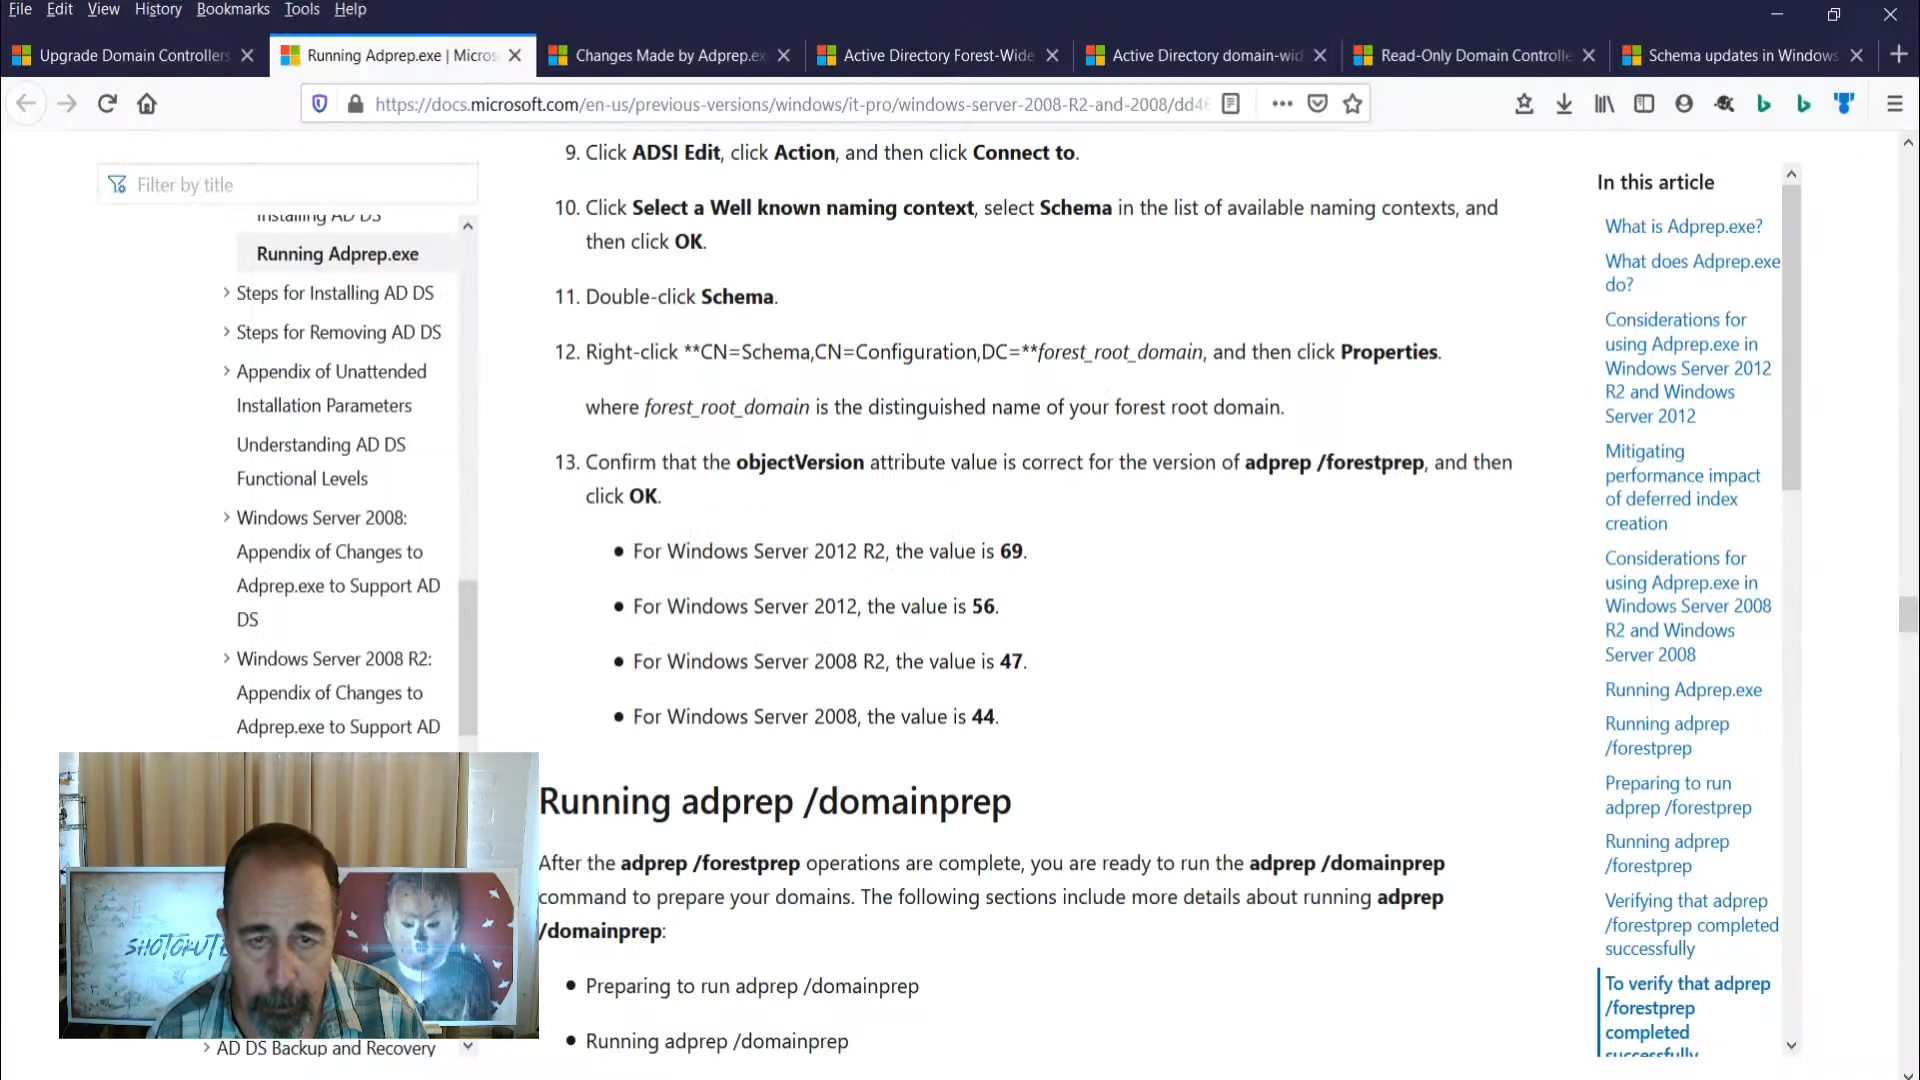 File Edit View History Bookmarks Tools Help
Upgrade Domain Controllers
Running Adprep.exe | Micros
Changes Made by Adprep.ex
Active Directory Forest-Wide
Active Directory domain-wid
Read-Only Domain Controlle
Schema updates in Windows
https://docs.microsoft.com/en-us/previous-versions/windows/it-pro/windows-server-2008-R2-and-2008/dd46
Filter by title
Installing AD DS
Running Adprep.exe
Steps for Installing AD DS
Steps for Removing AD DS
Appendix of Unattended
Installation Parameters
Understanding AD DS
Functional Levels
Windows Server 2008:
Appendix of Changes to
Adprep.exe to Support AD
DS
Windows Server 2008 R2:
Appendix of Changes to
Adprep.exe to Support AD
AD DS Backup and Recovery
9. Click ADSI Edit, click Action, and then click Connect to.
10. Click Select a Well known naming context, select Schema in the list of available naming contexts, and
then click OK.
11. Double-click Schema.
12. Right-click **CN=Schema,CN=Configuration,DC=**forest_root_domain, and then click Properties.
where forest_root_domain is the distinguished name of your forest root domain.
13. Confirm that the objectVersion attribute value is correct for the version of adprep /forestprep, and then
click OK.
• For Windows Server 2012 R2, the value is 69.
• For Windows Server 2012, the value is 56.
• For Windows Server 2008 R2, the value is 47.
• For Windows Server 2008, the value is 44.
Running adprep /domainprep
After the adprep /forestprep operations are complete, you are ready to run the adprep /domainprep
command to prepare your domains. The following sections include more details about running adprep
/domainprep:
• Preparing to run adprep /domainprep
• Running adprep /domainprep
In this article
What is Adprep.exe?
What does Adprep.exe
do?
Considerations for
using Adprep.exe in
Windows Server 2012
R2 and Windows
Server 2012
Mitigating
performance impact
of deferred index
creation
Considerations for
using Adprep.exe in
Windows Server 2008
R2 and Windows
Server 2008
Running Adprep.exe
Running adprep
/forestprep
Preparing to run
adprep /forestprep
Running adprep
/forestprep
Verifying that adprep
/forestprep completed
successfully
To verify that adprep
/forestprep
completed
successfully